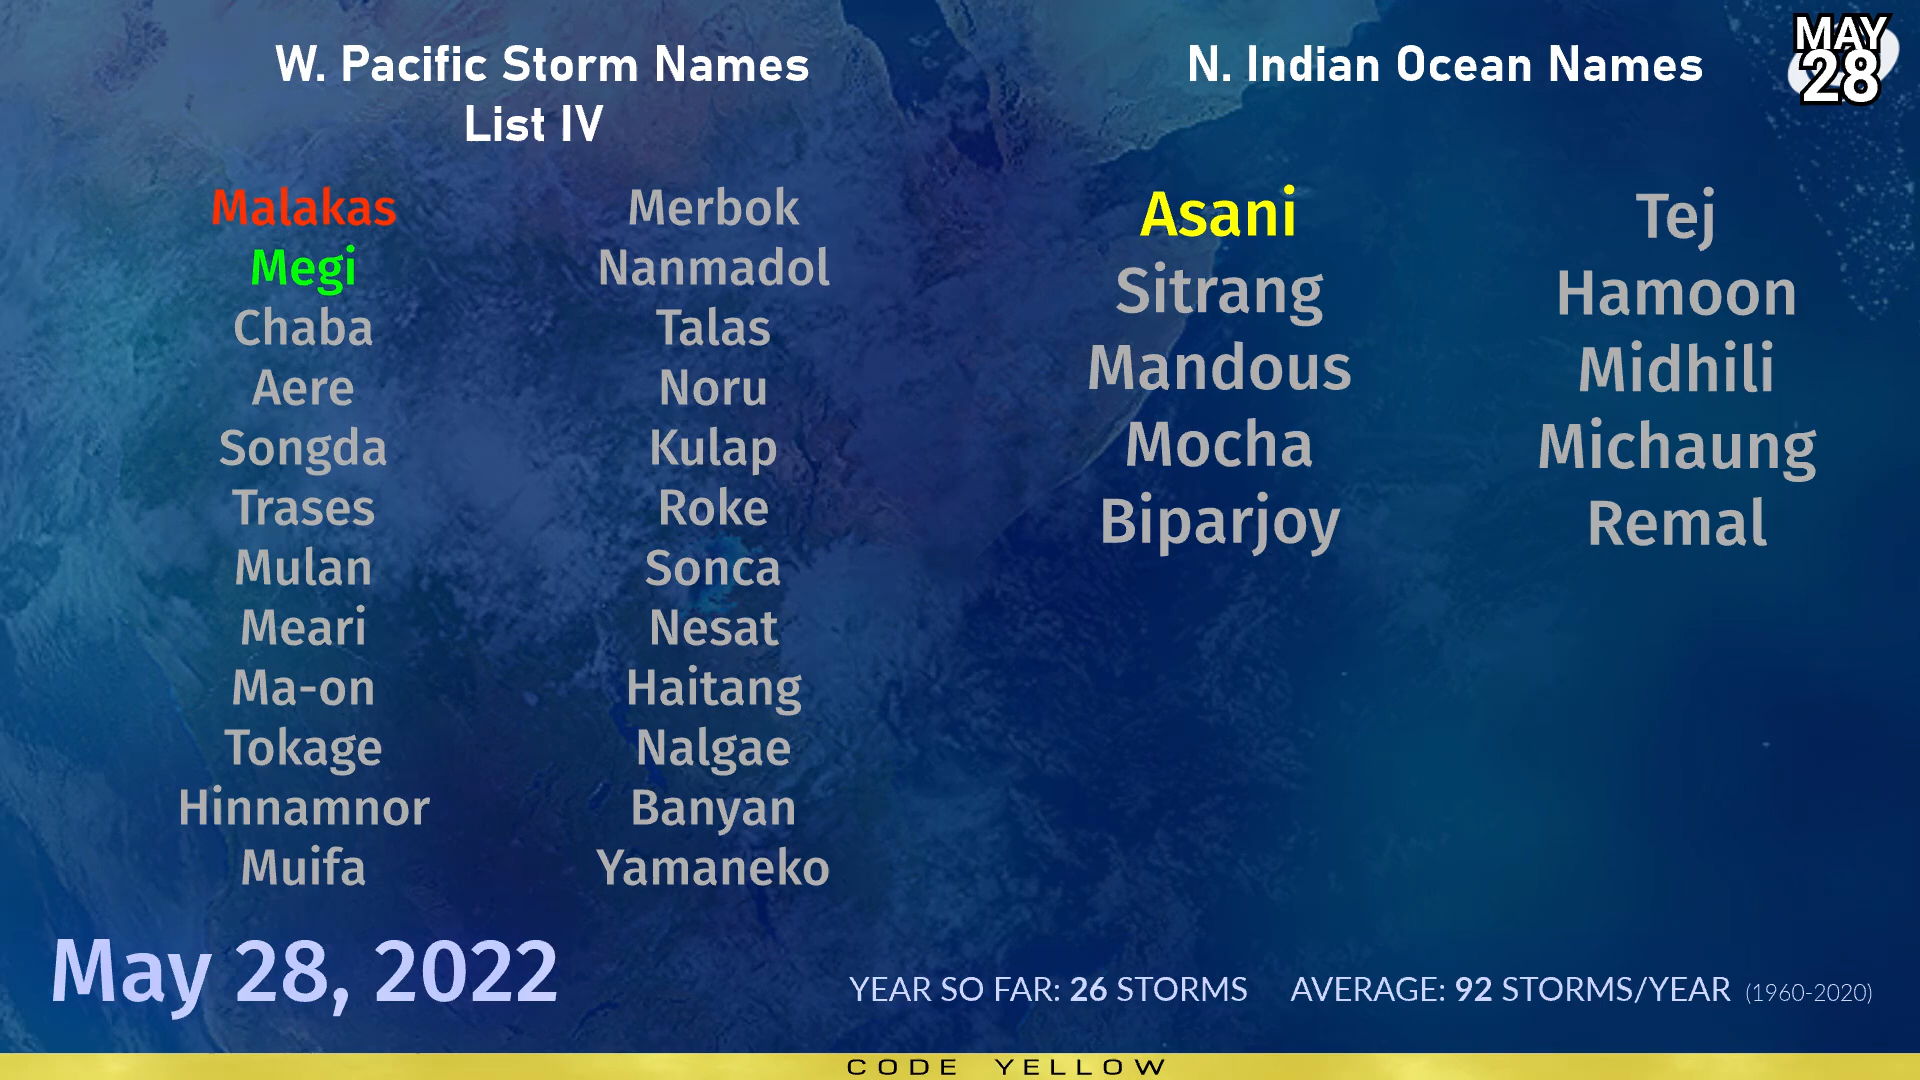 W. Pacific Storm Names
List IV
Malakas
Megi
Chaba
Aere
Songda
Trases
Mulan
Meari
Ma-on
Tokage
Hinnamnor
Muifa
Merbok
Nanmadol
Talas
Noru
Kulap
Roke
Sonca
Nesat
Haitang
Nalgae
Banyan
Yamaneko
N. Indian Ocean Names
Asani
Sitrang
Mandous
Mocha
Biparjoy
Tej
Hamoon
Midhili
Michaung
Remal
MAY
28
May 28, 2022
YEAR SO FAR: 26 STORMS AVERAGE: 92 STORMS/YEAR (1960-2020)
CODE YELLOW